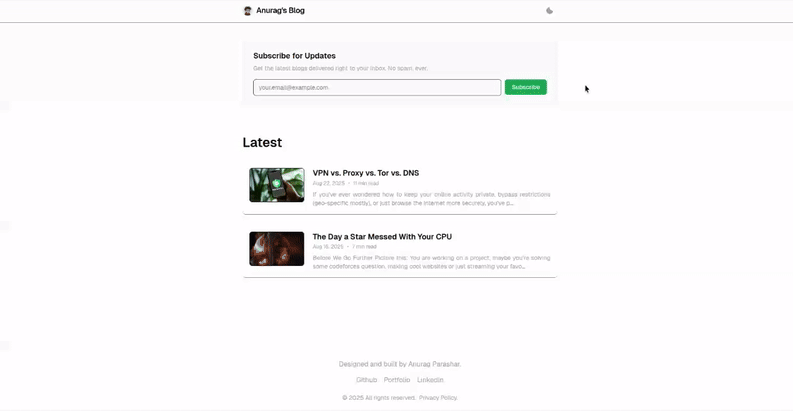 Anurag's Blog
Subscribe for Updates
Get the latest blogs delivered right to your inbox. No spam, ever.
your.email@example.com
Subscribe
Latest
VPN vs. Proxy vs. Tor vs. DNS
Aug 22, 2025 • 11 min read
If you've ever wondered how to keep your online activity private, bypass restrictions
(geo-specific mostly), or just browse the internet more securely, you've p...
The Day a Star Messed With Your CPU
Aug 16, 2025 • 7 min read
Before We Go Further Picture this: You are working on a project, maybe you're solving
some codeforces question, making cool websites or just streaming your favo...
Designed and built by Anurag Parashar.
Github Portfolio Linkedin
© 2025 All rights reserved. Privacy Policy.